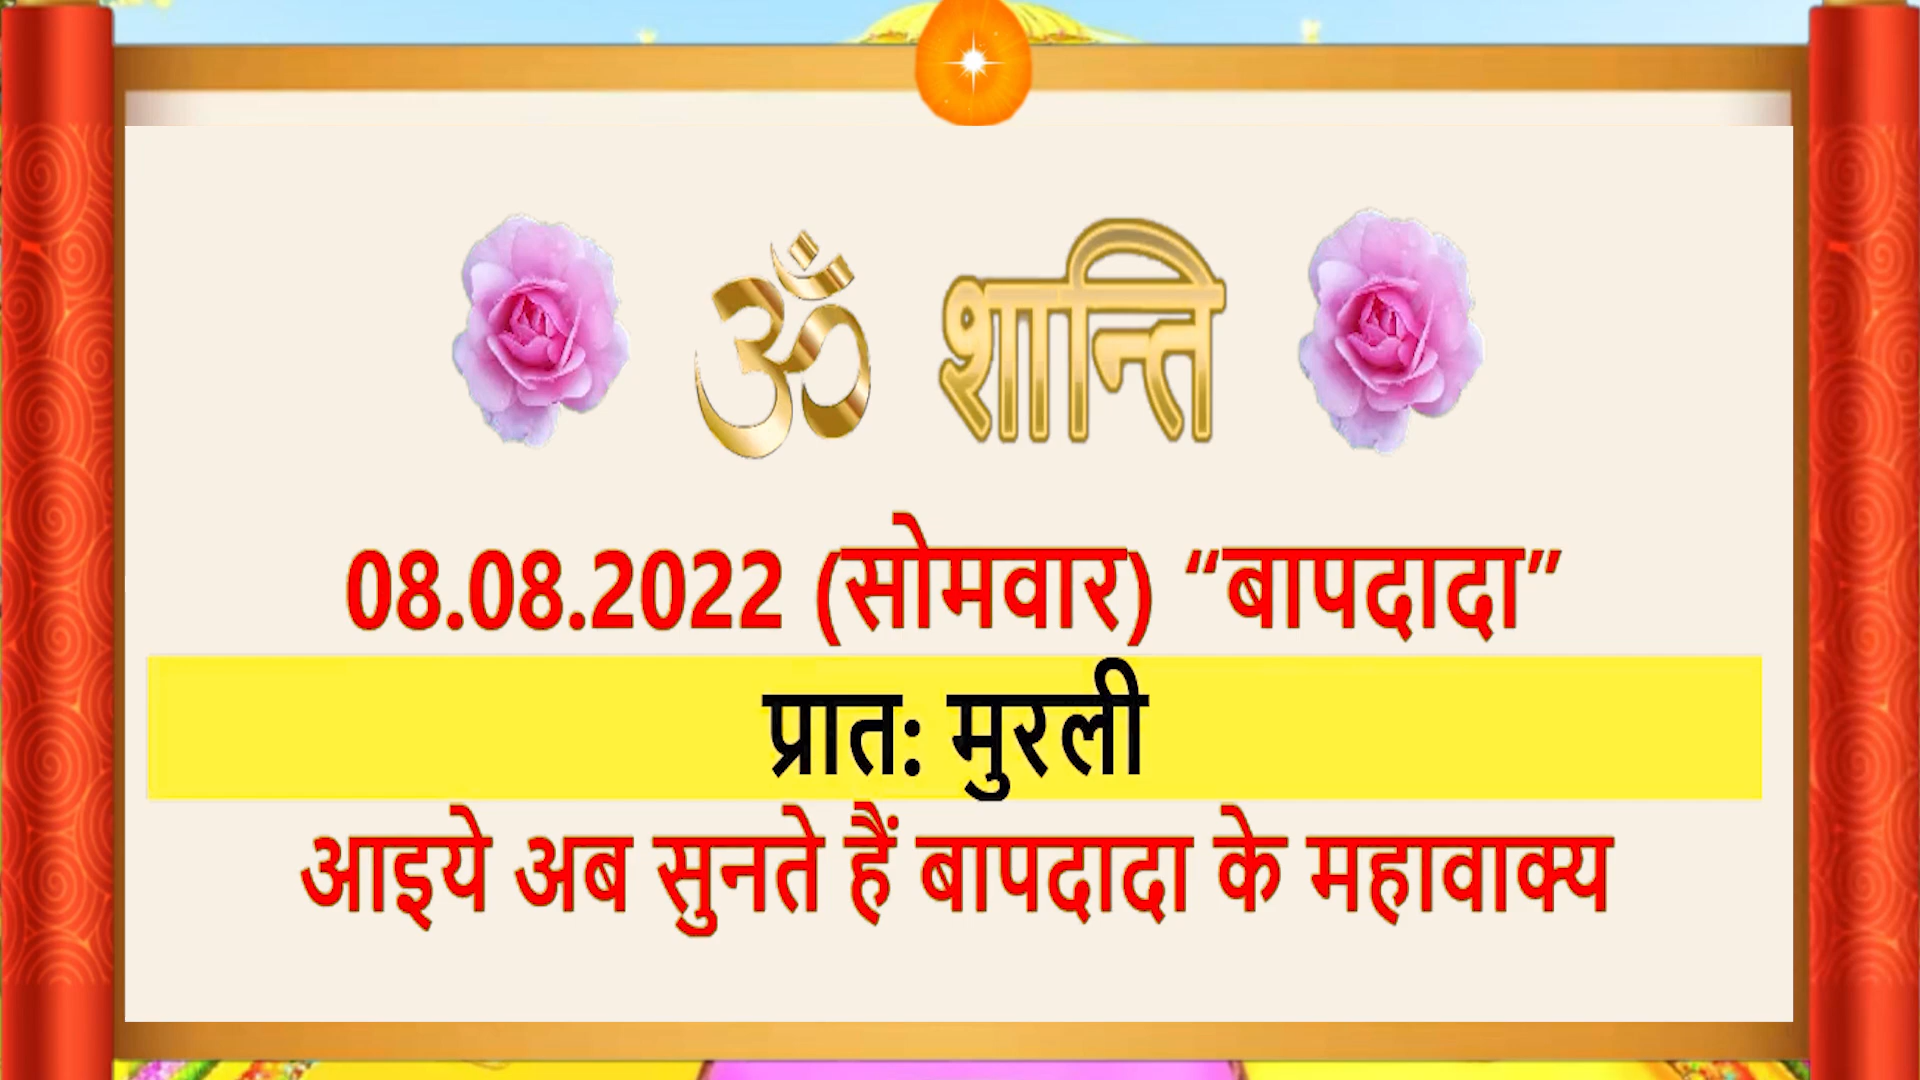 ॐ शान्ति
08.08.2022 (सोमवार) “बापदादा”
प्रात: मुरली
आइये अब सुनते हैं बापदादा के महावाक्य